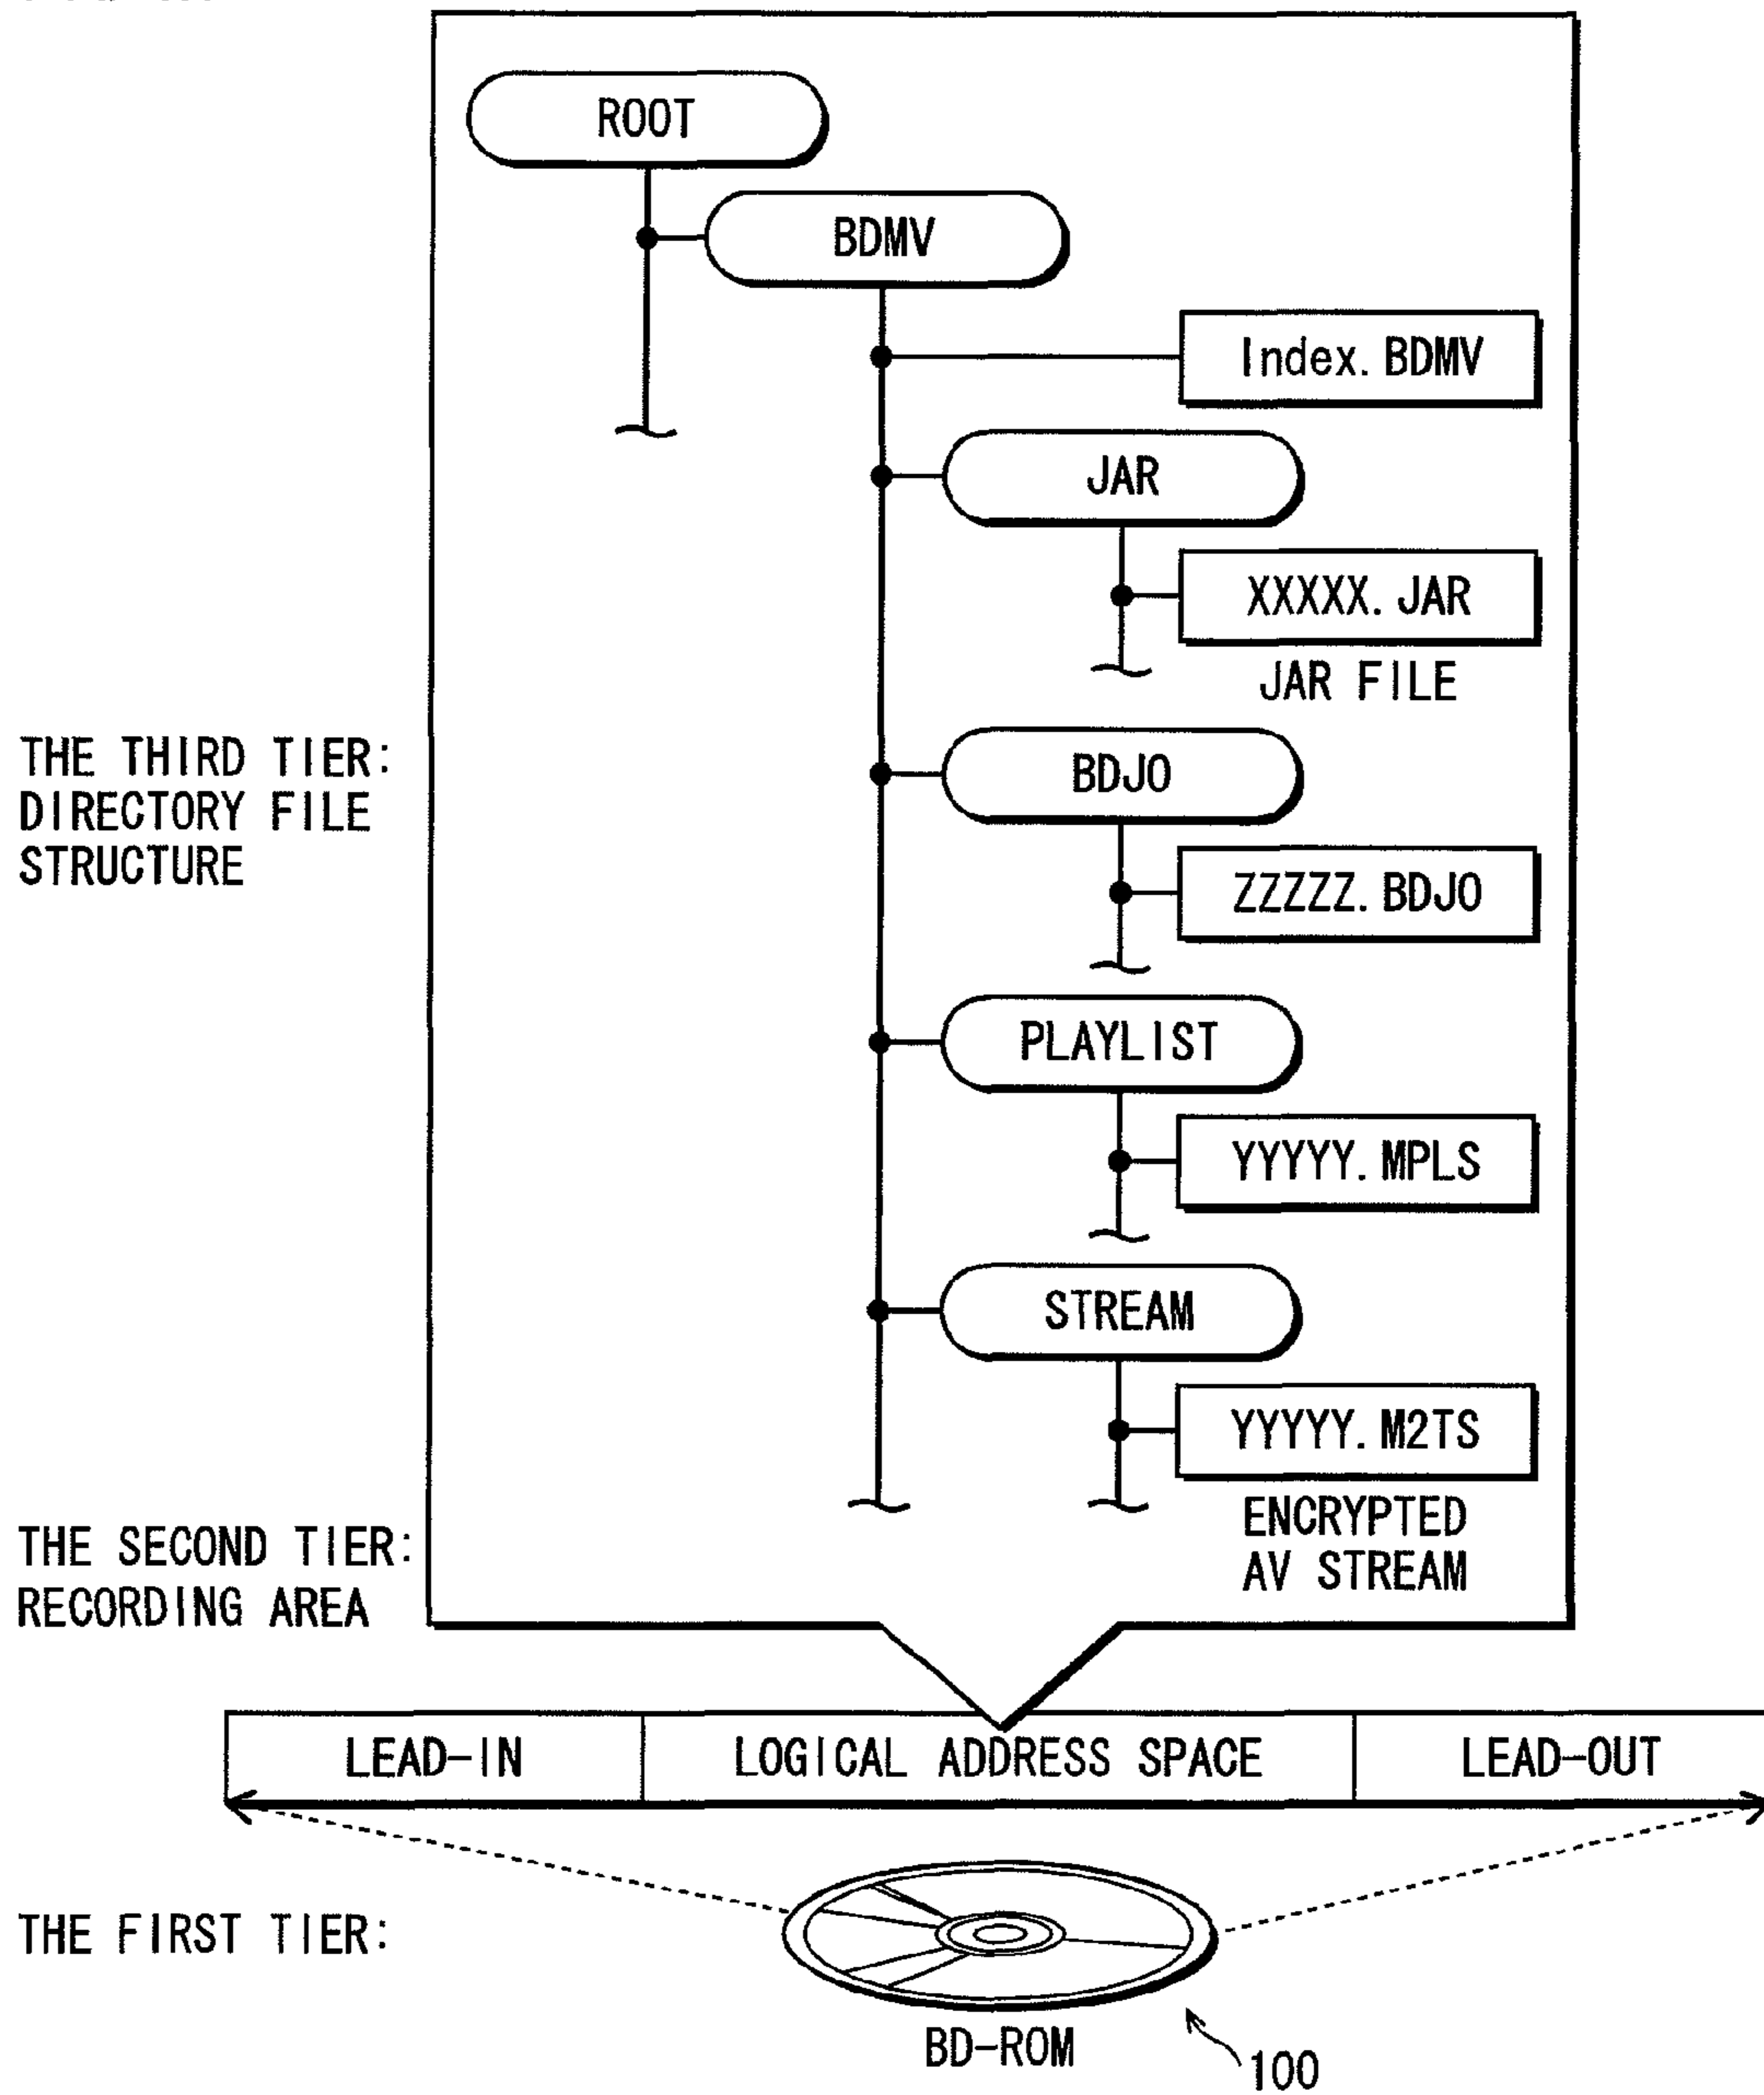 ROOT
BDMV
Index. BDMV
JAR
XXXXX. JAR
JAR FILE
THE THIRD TIER:
DIRECTORY FILE
STRUCTURE
BDJO
ZZZZZ. BDJO
PLAYLIST
YYYYY. MPLS
STREAM
YYYYY. M2TS
ENCRYPTED
AV STREAM
THE SECOND TIER:
RECORDING AREA
LEAD-IN
LOGICAL ADDRESS SPACE
LEAD-OUT
THE FIRST TIER:
BD-ROM
100